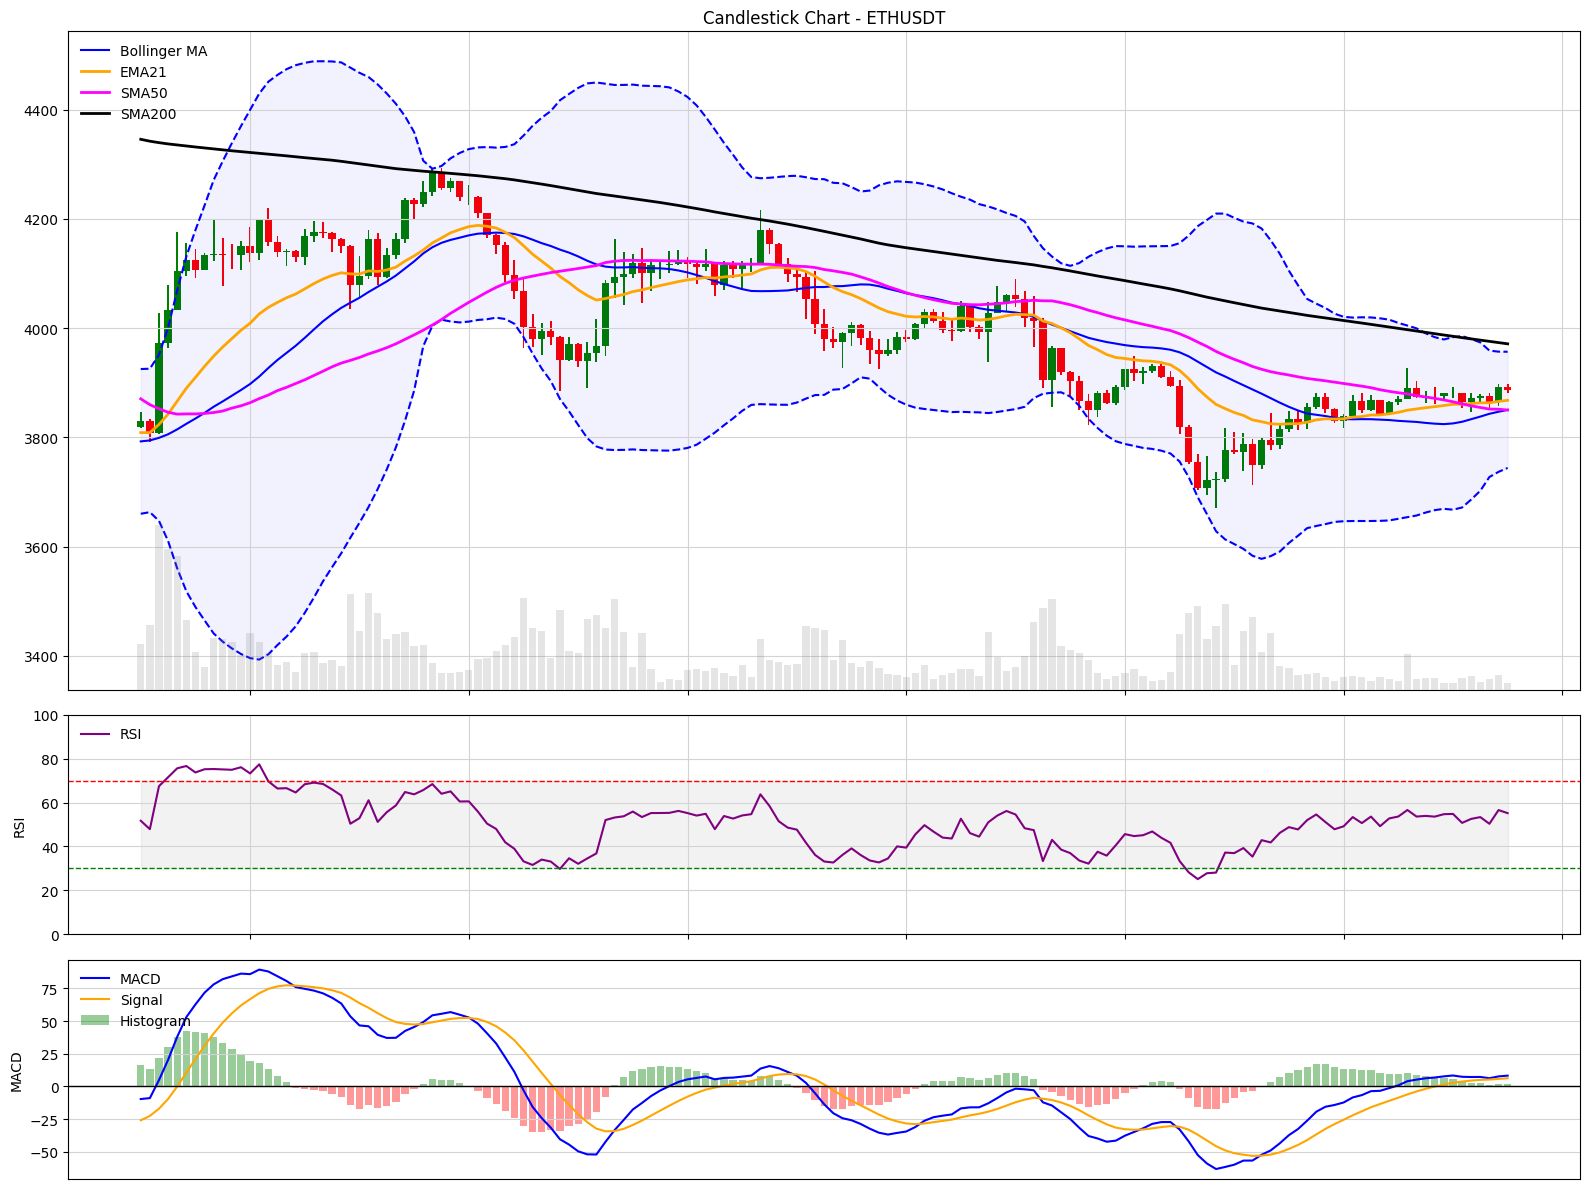 Candlestick Chart - ETHUSDT
Bollinger MA
EMA21
SMA50
SMA200
4400
4200
4000
3800
3600
3400
RSI
100
80
60
40
20
0
RSI
MACD
Signal
Histogram
75
50
25
0
−25
−50
MACD